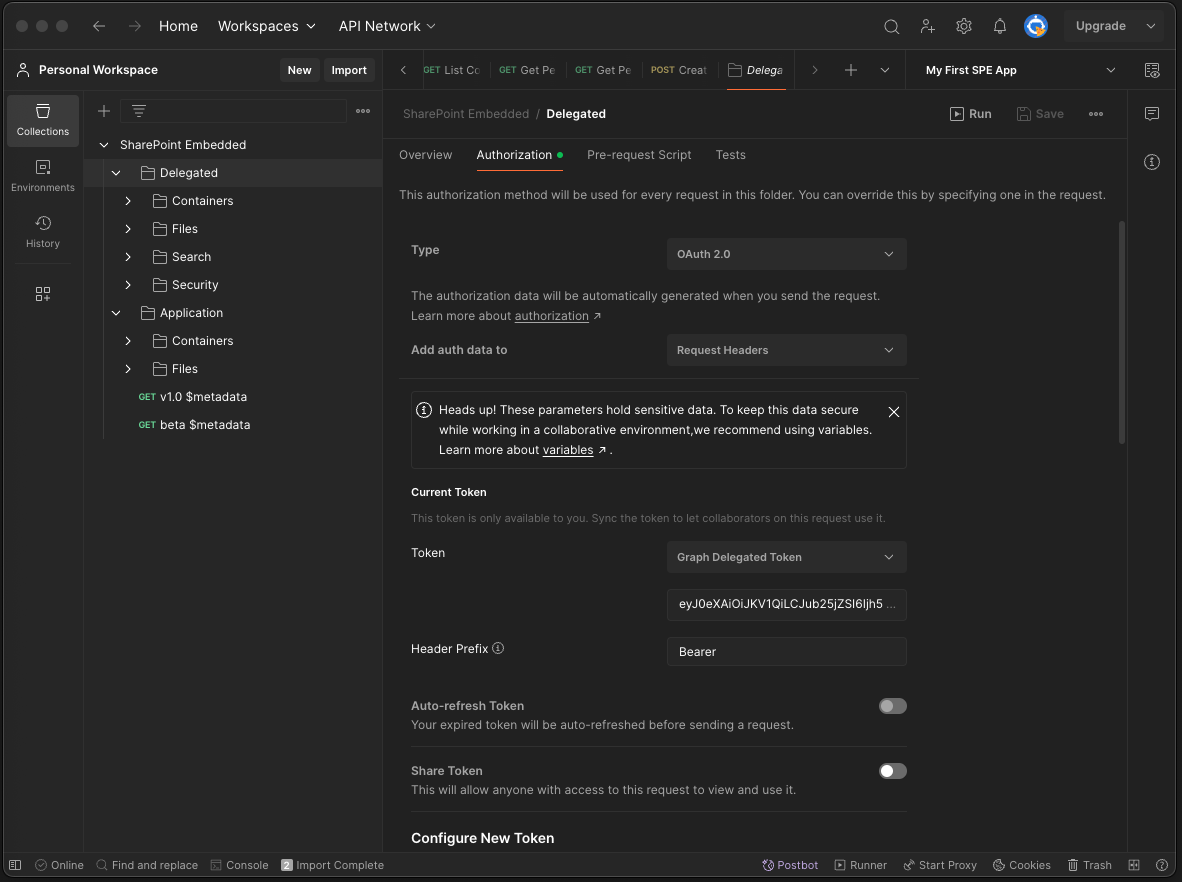 Home
Workspaces
API Network
Upgrade
Personal Workspace
New
Import
GET List Co
GET Get Pe
GET Get Pe
POST Creat
Delega
My First SPE App
Collections
Environments
History
SharePoint Embedded
Delegated
Containers
Files
Search
Security
Application
Containers
Files
GET v1.0 $metadata
GET beta $metadata
SharePoint Embedded / Delegated
Run
Save
Overview
Authorization
Pre-request Script
Tests
This authorization method will be used for every request in this folder. You can override this by specifying one in the request.
Type
OAuth 2.0
The authorization data will be automatically generated when you send the request.
Learn more about authorization ↗
Add auth data to
Request Headers
Heads up! These parameters hold sensitive data. To keep this data secure
while working in a collaborative environment,we recommend using variables.
Learn more about variables ↗ .
Current Token
This token is only available to you. Sync the token to let collaborators on this request use it.
Token
Graph Delegated Token
eyJ0eXAiOiJKV1QiLCJub25jZSI6Ijh5 ...
Header Prefix
Bearer
Auto-refresh Token
Your expired token will be auto-refreshed before sending a request.
Share Token
This will allow anyone with access to this request to view and use it.
Configure New Token
Online
Find and replace
Console
2 Import Complete
Postbot
Runner
Start Proxy
Cookies
Trash